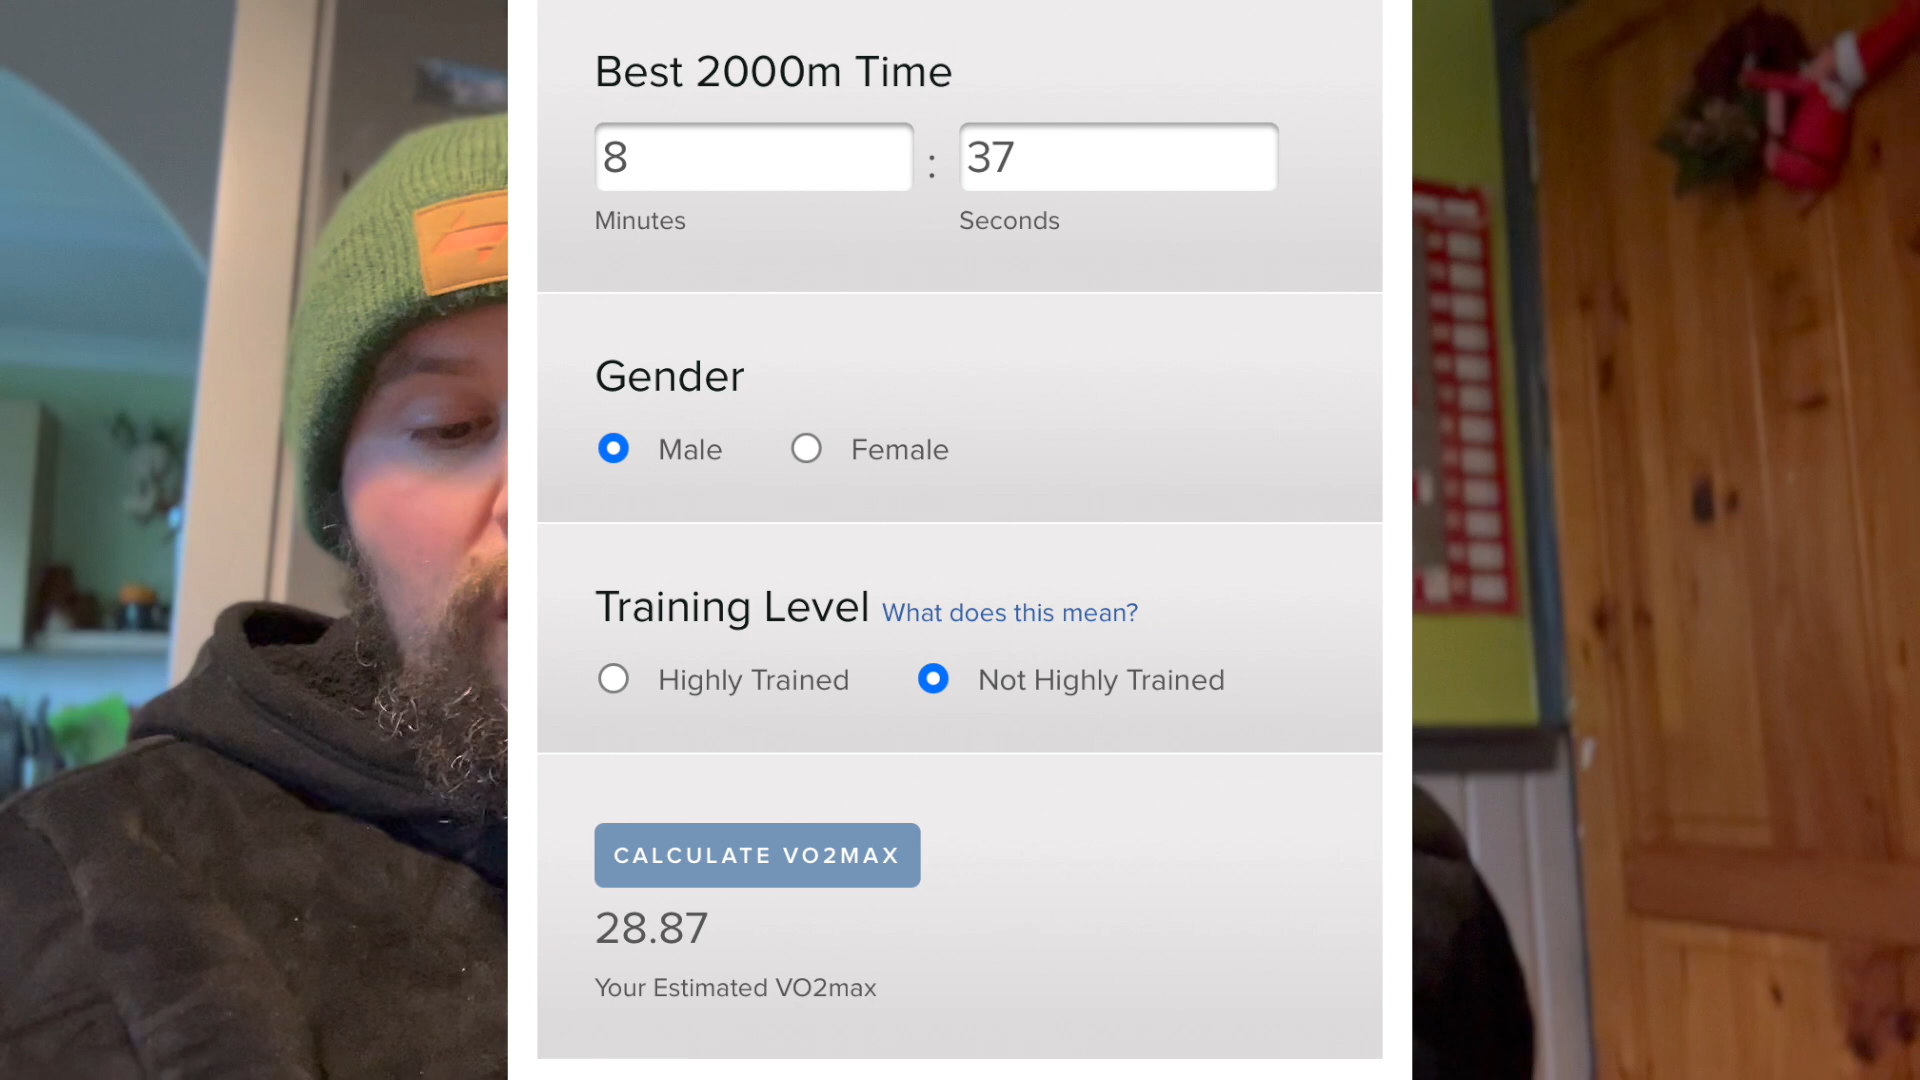 Best 2000m Time
8 : 37
Minutes Seconds
Gender
Male Female
Training Level What does this mean?
Highly Trained Not Highly Trained
CALCULATE VO2MAX
28.87
Your Estimated VO2max